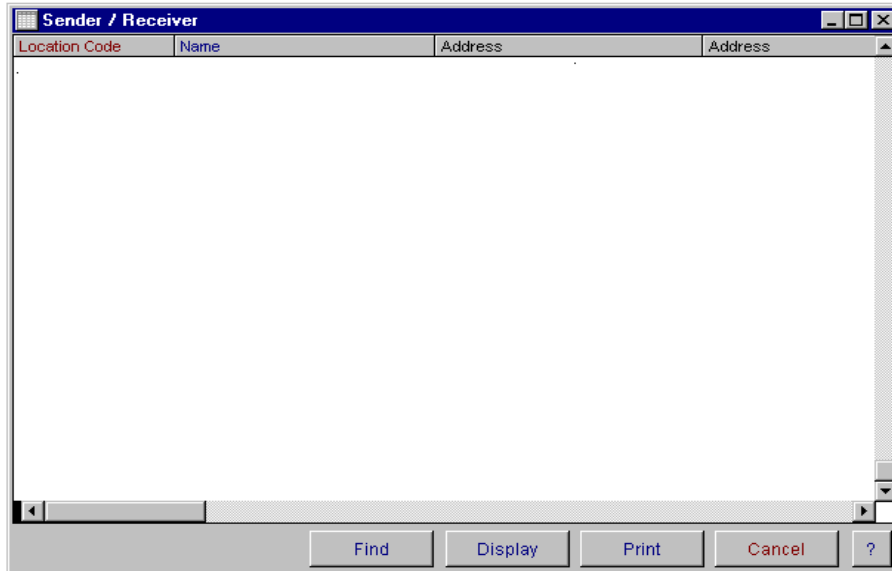 Sender / Receiver
Location Code Name Address Address
Find Display Print Cancel ?